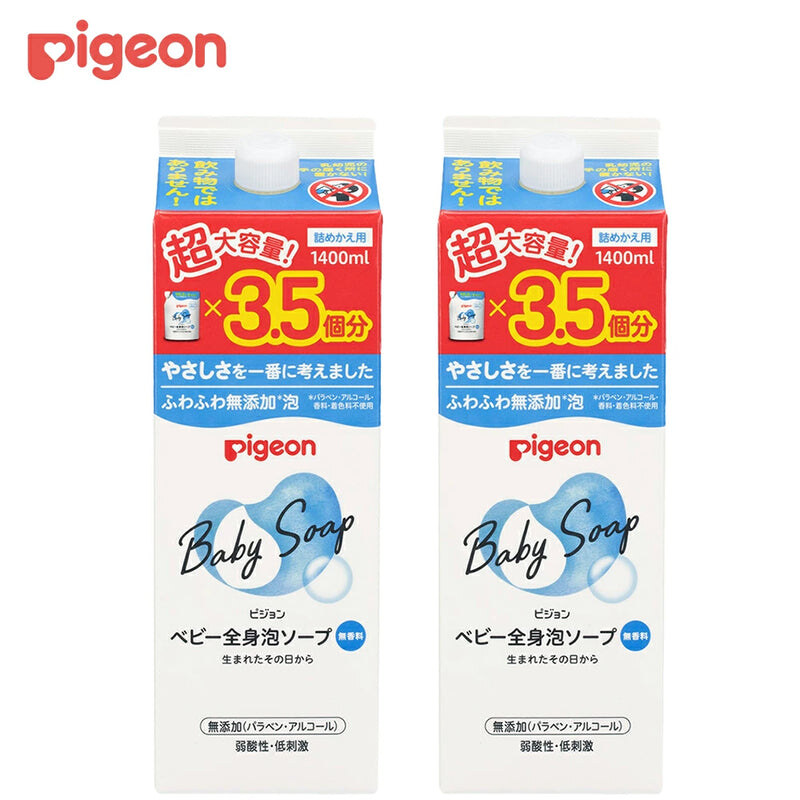 pigeon
飲み物では
ありません!
乳幼児の
手の届く所に
置かない!
超大容量!
詰めかえ用
1400ml
×3.5個分
やさしさを一番に考えました
ふわふわ無添加*泡
*パラベン・アルコール・
香料・着色料不使用
pigeon
Baby Soap
ピジョン
ベビー全身泡ソープ 無香料
生まれたその日から
無添加(パラベン・アルコール)
弱酸性・低刺激
飲み物では
ありません!
乳幼児の
手の届く所に
置かない!
超大容量!
詰めかえ用
1400ml
×3.5個分
やさしさを一番に考えました
ふわふわ無添加*泡
*パラベン・アルコール・
香料・着色料不使用
pigeon
Baby Soap
ピジョン
ベビー全身泡ソープ 無香料
生まれたその日から
無添加(パラベン・アルコール)
弱酸性・低刺激